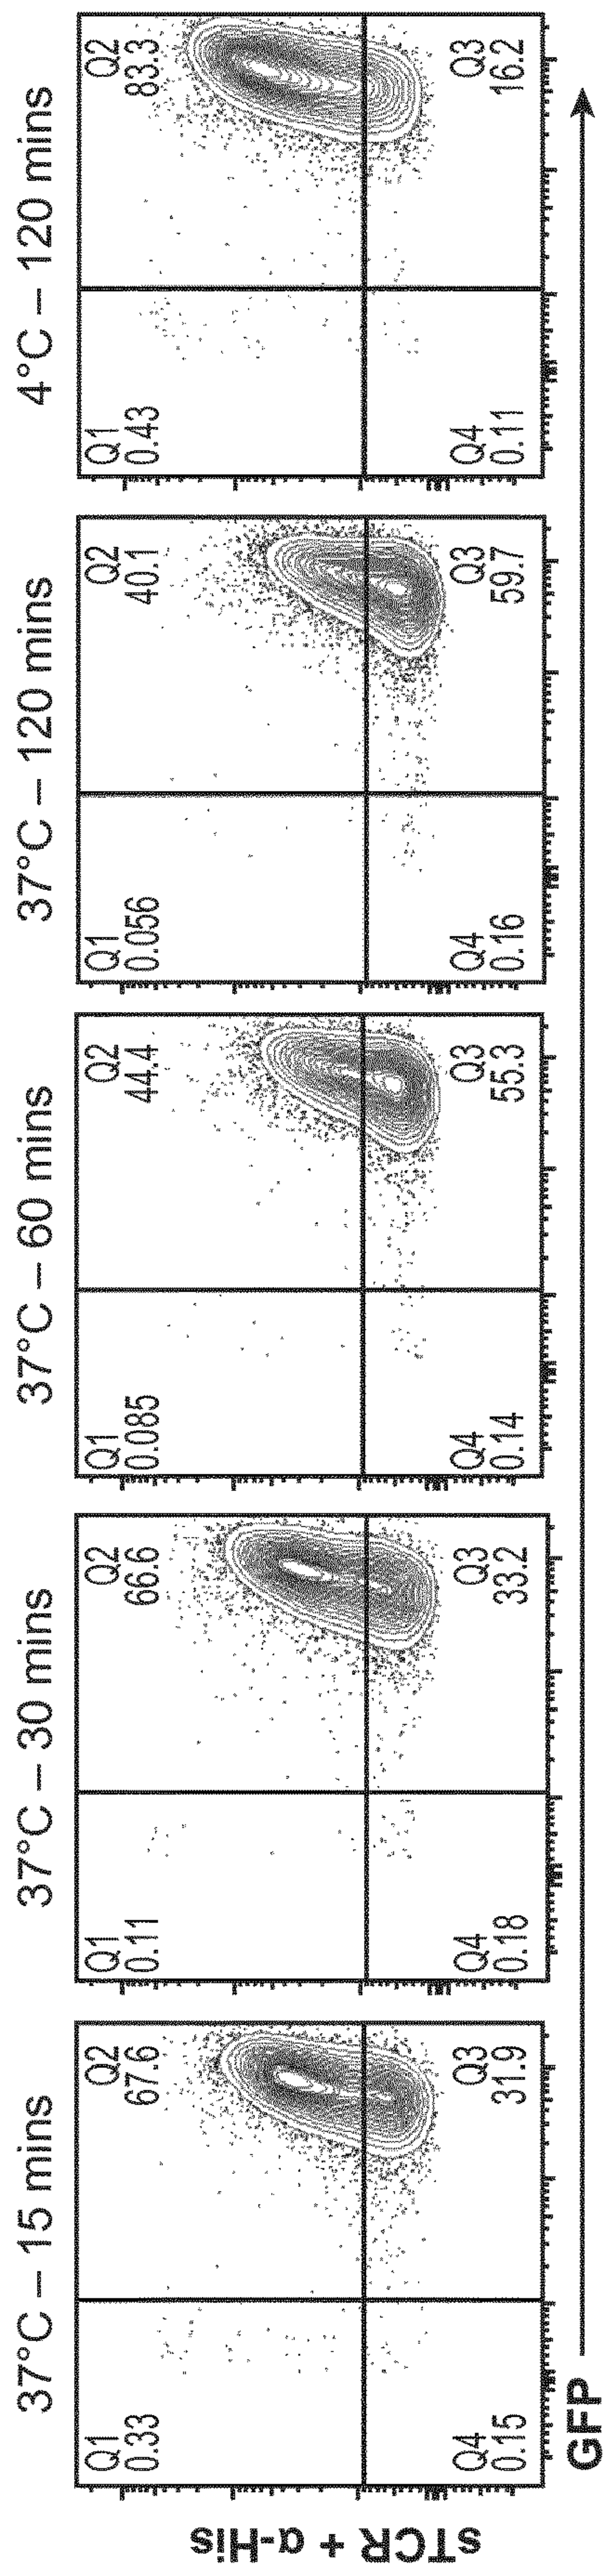 37°C – 15 mins
37°C – 30 mins
37°C – 60 mins
37°C – 120 mins
4°C – 120 mins
sTCR + α-His
Q1
0.33
Q2
67.6
Q4
0.15
Q3
31.9
Q1
0.11
Q2
66.6
Q4
0.18
Q3
33.2
Q1
0.085
Q2
44.4
Q4
0.14
Q3
55.3
Q1
0.056
Q2
40.1
Q4
0.16
Q3
59.7
Q1
0.43
Q2
83.3
Q4
0.11
Q3
16.2
GFP